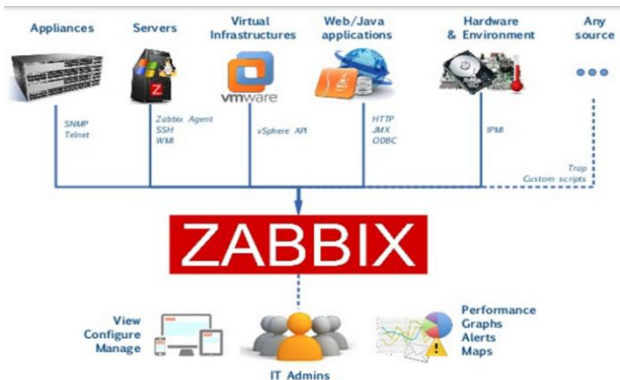 Appliances
Servers
Virtual
Infrastructures
Web/Java
applications
Hardware
& Environment
Any
source
Z
vmware
SNMP
Telnet
Zabbix Agent
SSH
WMI
vSphere API
HTTP
JMX
ODBC
IPMI
Trap
Custom scripts
ZABBIX
View
Configure
Manage
Performance
Graphs
Alerts
Maps
IT Admins